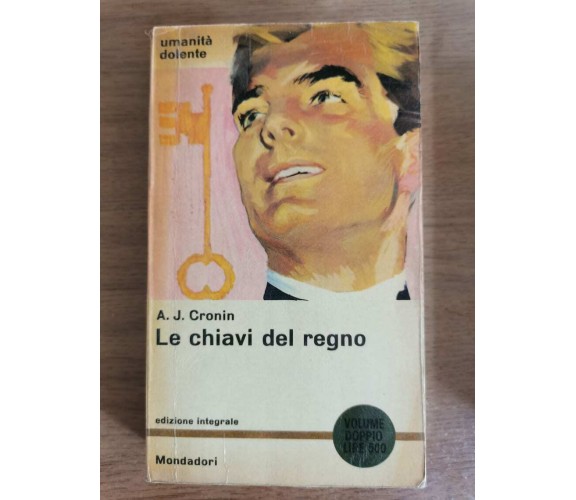 umanità
dolente
A. J. Cronin
Le chiavi del regno
edizione integrale
VOLUME
DOPPIO
LIRE 500
Mondadori